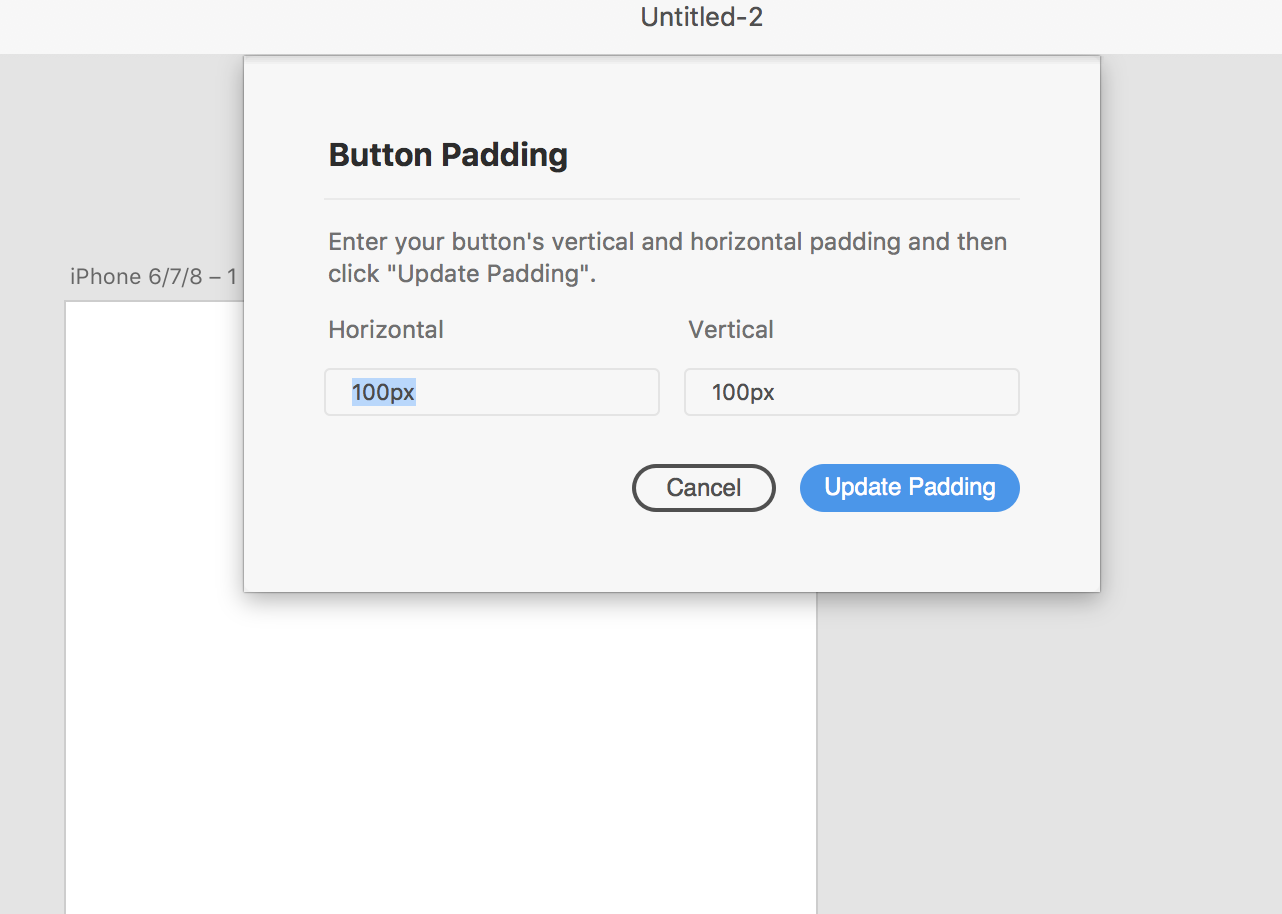 Untitled-2
Button Padding
Enter your button's vertical and horizontal padding and then
click "Update Padding".
iPhone 6/7/8 – 1
Horizontal
Vertical
100px
100px
Cancel
Update Padding